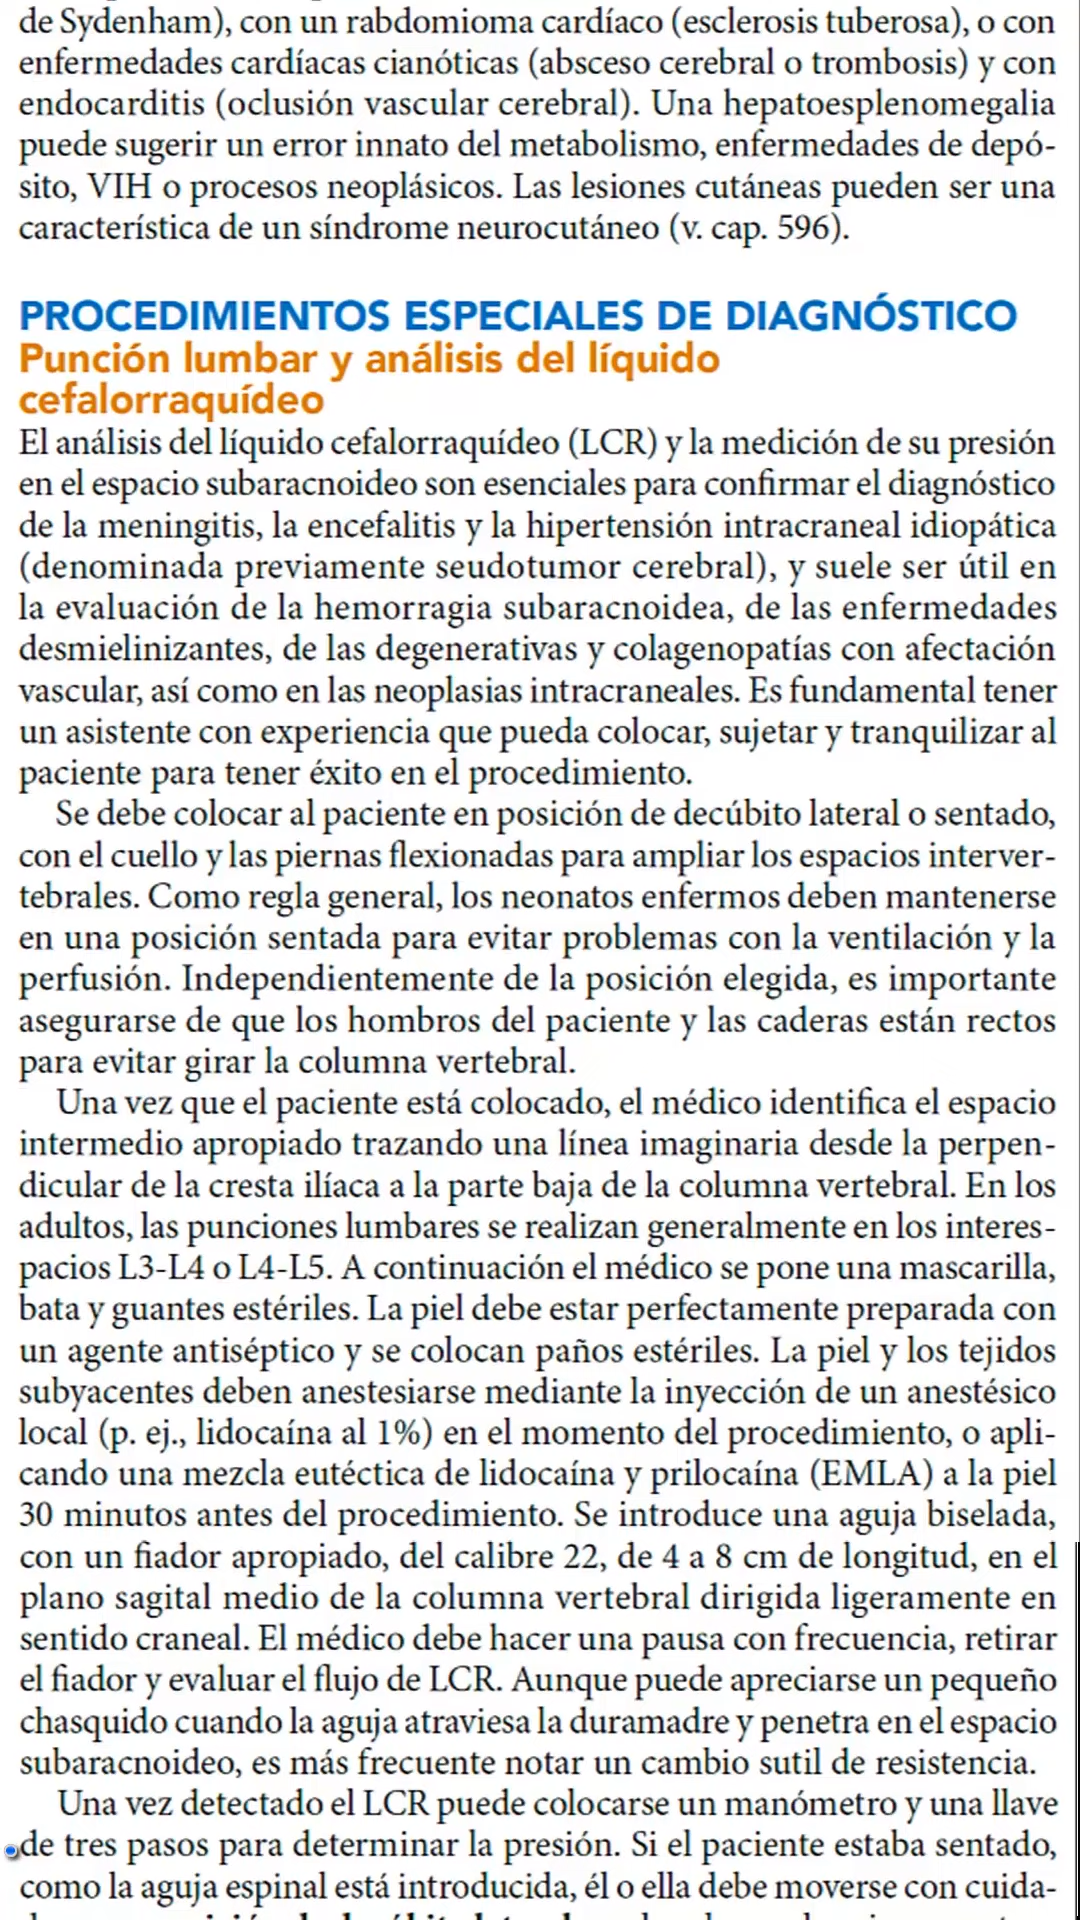 de Sydenham), con un rabdomioma cardíaco (esclerosis tuberosa), o con
enfermedades cardíacas cianóticas (absceso cerebral o trombosis) y con
endocarditis (oclusión vascular cerebral). Una hepatoesplenomegalia
puede sugerir un error innato del metabolismo, enfermedades de depó-
sito, VIH o procesos neoplásicos. Las lesiones cutáneas pueden ser una
característica de un síndrome neurocutáneo (v. cap. 596).
PROCEDIMIENTOS ESPECIALES DE DIAGNÓSTICO
Punción lumbar y análisis del líquido
cefalorraquídeo
El análisis del líquido cefalorraquídeo (LCR) y la medición de su presión
en el espacio subaracnoideo son esenciales para confirmar el diagnóstico
de la meningitis, la encefalitis y la hipertensión intracraneal idiopática
(denominada previamente seudotumor cerebral), y suele ser útil en
la evaluación de la hemorragia subaracnoidea, de las enfermedades
desmielinizantes, de las degenerativas y colagenopatías con afectación
vascular, así como en las neoplasias intracraneales. Es fundamental tener
un asistente con experiencia que pueda colocar, sujetar y tranquilizar al
paciente para tener éxito en el procedimiento.
Se debe colocar al paciente en posición de decúbito lateral o sentado,
con el cuello y las piernas flexionadas para ampliar los espacios interver-
tebrales. Como regla general, los neonatos enfermos deben mantenerse
en una posición sentada para evitar problemas con la ventilación y la
perfusión. Independientemente de la posición elegida, es importante
asegurarse de que los hombros del paciente y las caderas están rectos
para evitar girar la columna vertebral.
Una vez que el paciente está colocado, el médico identifica el espacio
intermedio apropiado trazando una línea imaginaria desde la perpen-
dicular de la cresta ilíaca a la parte baja de la columna vertebral. En los
adultos, las punciones lumbares se realizan generalmente en los interes-
pacios L3-L4 o L4-L5. A continuación el médico se pone una mascarilla,
bata y guantes estériles. La piel debe estar perfectamente preparada con
un agente antiséptico y se colocan paños estériles. La piel y los tejidos
subyacentes deben anestesiarse mediante la inyección de un anestésico
local (p. ej., lidocaína al 1%) en el momento del procedimiento, o apli-
cando una mezcla eutéctica de lidocaína y prilocaína (EMLA) a la piel
30 minutos antes del procedimiento. Se introduce una aguja biselada,
con un fiador apropiado, del calibre 22, de 4 a 8 cm de longitud, en el
plano sagital medio de la columna vertebral dirigida ligeramente en
sentido craneal. El médico debe hacer una pausa con frecuencia, retirar
el fiador y evaluar el flujo de LCR. Aunque puede apreciarse un pequeño
chasquido cuando la aguja atraviesa la duramadre y penetra en el espacio
subaracnoideo, es más frecuente notar un cambio sutil de resistencia.
Una vez detectado el LCR puede colocarse un manómetro y una llave
de tres pasos para determinar la presión. Si el paciente estaba sentado,
como la aguja espinal está introducida, él o ella debe moverse con cuida-